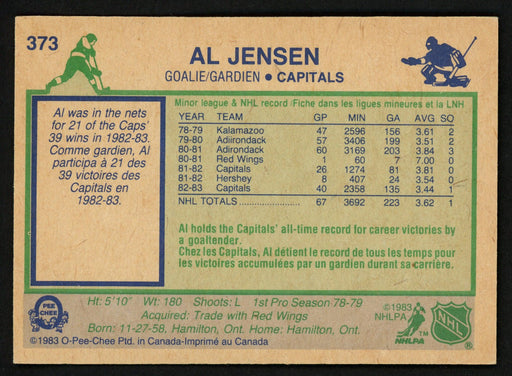 373
AL JENSEN
GOALIE/GARDIEN • CAPITALS
Al was in the nets
for 21 of the Caps'
39 wins in 1982-83.
Comme gardien, Al
participa à 21 des
39 victoires des
Capitals en
1982-83.
Minor league & NHL record/Fiche dans les ligues mineures et la LNH
YEAR TEAM GP MIN GA AVG SO
78-79 Kalamazoo 47 2596 156 3.61 2
79-80 Adiirondack 57 3406 199 3.51 2
80-81 Adiirondack 60 3169 203 3.84 3
80-81 Red Wings 1 60 7 7.00 0
81-82 Capitals 26 1274 81 3.81 0
81-82 Hershey 8 407 24 3.54 0
82-83 Capitals 40 2358 135 3.44 1
NHL TOTALS 67 3692 223 3.62 1
Al holds the Capitals' all-time record for career victories by
a goaltender.
Chez les Capitals, Al détient le record de tous les temps pour
les victoires accumulées par un gardien durant sa carrière.
O
PEE
CHEE
Ht: 5'10" Wt: 180 Shoots: L 1st Pro Season 78-79
Acquired: Trade with Red Wings
Born: 11-27-58, Hamilton, Ont. Home: Hamilton, Ont.
©1983 O-Pee-Chee Ptd. in Canada-Imprimé au Canada
©1983
NHLPA
TM
NHLPA
NHL
®